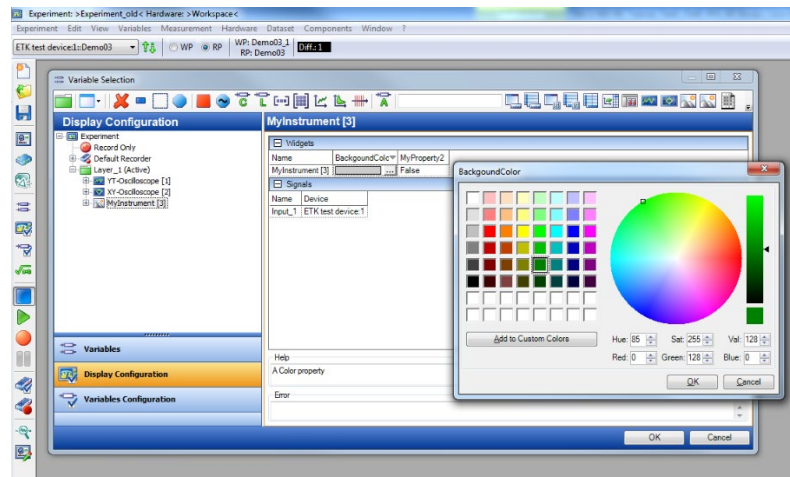 Experiment: >Experiment_old< Hardware: >Workspace<
Experiment Edit View Variables Measurement Hardware Dataset Components Window ?
ETK test device:1::Demo03 WP RP WP: Demo03_1 Diff.: 1
RP: Demo03
Variable Selection
Display Configuration
Experiment
Record Only
Default Recorder
Layer_1 (Active)
YT-Oscilloscope [1]
XY-Oscilloscope [2]
MyInstrument [3]
Variables
Display Configuration
Variables Configuration
MyInstrument [3]
Widgets
Name BackgoundColc MyProperty2
MyInstrument [3] ... False
Signals
Name Device
Input_1 ETK test device:1
Help
A Color property
Error
OK Cancel
BackgoundColor
Add to Custom Colors
Hue: 85 Sat: 255 Val: 128
Red: 0 Green: 128 Blue: 0
OK Cancel